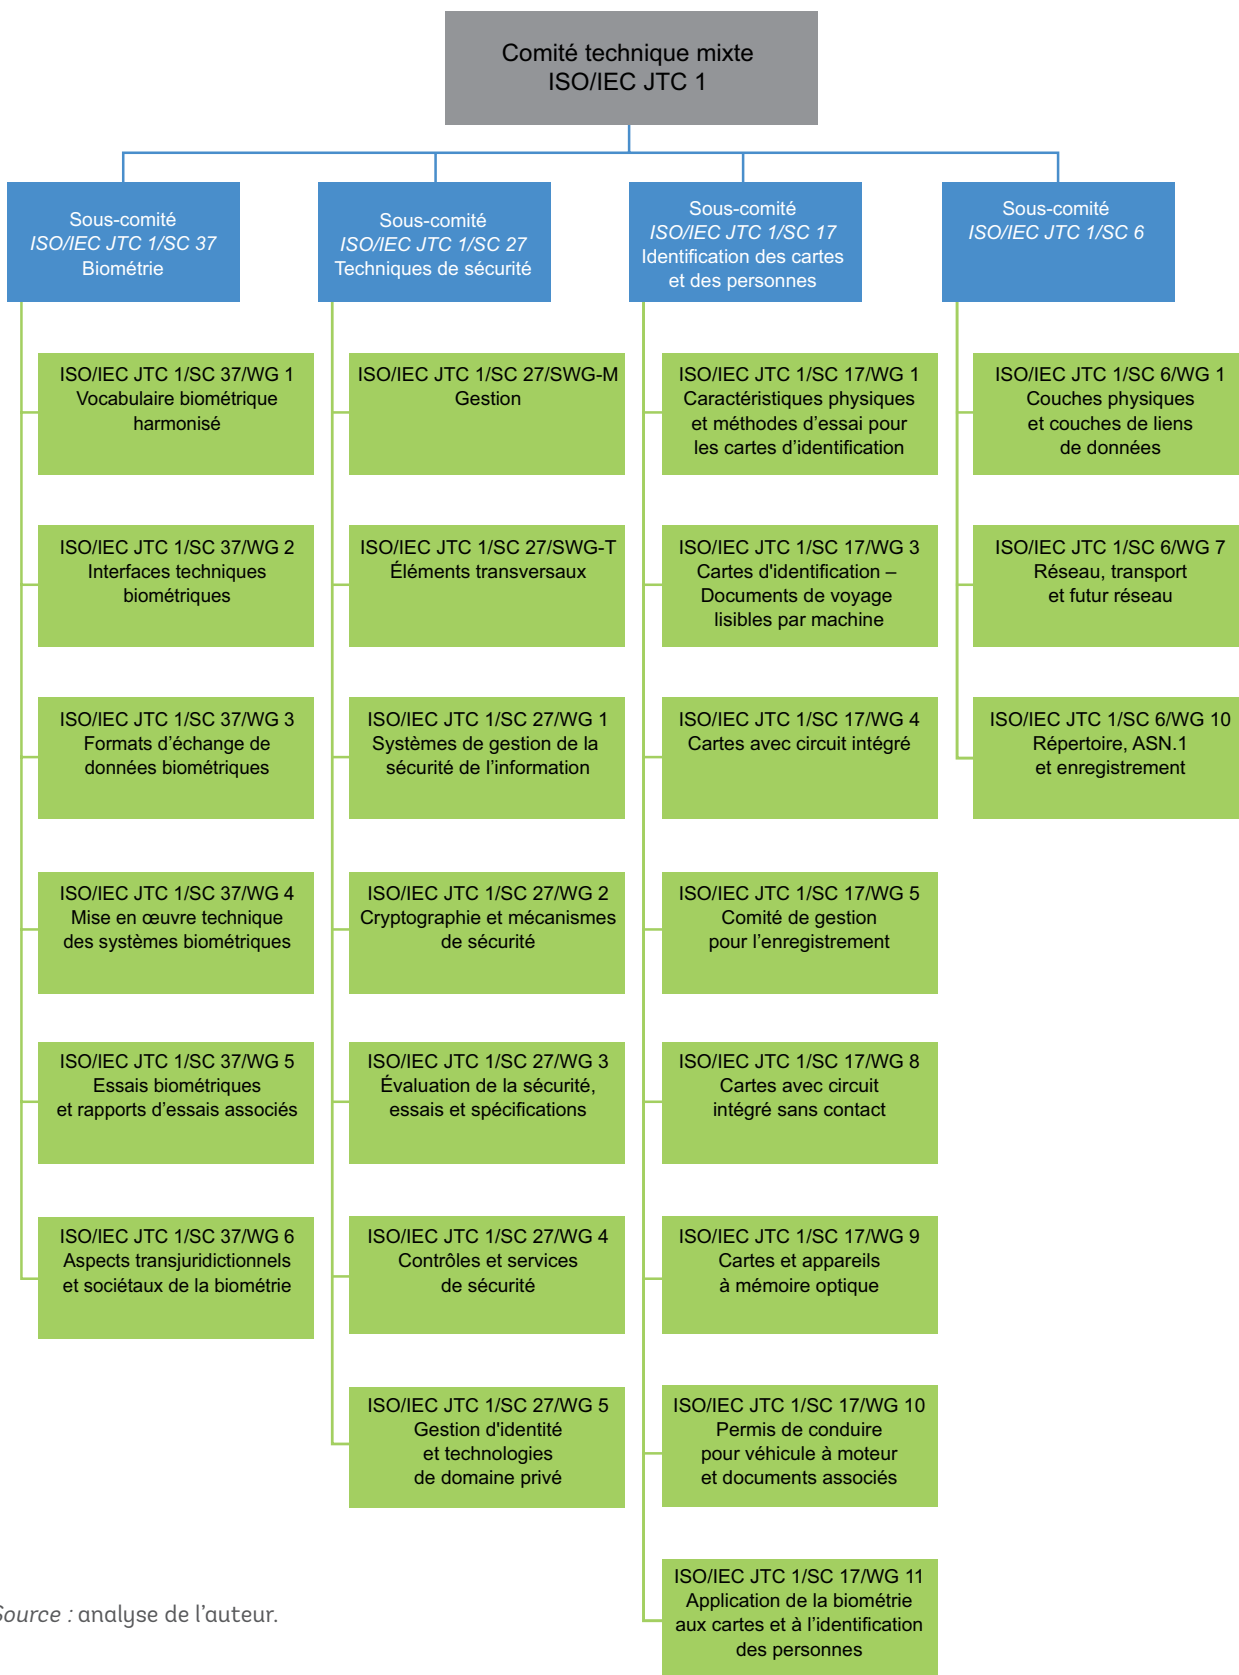 Comité technique mixte
ISO/IEC JTC 1
Sous-comité
ISO/IEC JTC 1/SC 37
Biométrie
Sous-comité
ISO/IEC JTC 1/SC 27
Techniques de sécurité
Sous-comité
ISO/IEC JTC 1/SC 17
Identification des cartes
et des personnes
Sous-comité
ISO/IEC JTC 1/SC 6
ISO/IEC JTC 1/SC 37/WG 1
Vocabulaire biométrique
harmonisé
ISO/IEC JTC 1/SC 37/WG 2
Interfaces techniques
biométriques
ISO/IEC JTC 1/SC 37/WG 3
Formats d’échange de
données biométriques
ISO/IEC JTC 1/SC 37/WG 4
Mise en œuvre technique
des systèmes biométriques
ISO/IEC JTC 1/SC 37/WG 5
Essais biométriques
et rapports d’essais associés
ISO/IEC JTC 1/SC 37/WG 6
Aspects transjuridictionnels
et sociétaux de la biométrie
ISO/IEC JTC 1/SC 27/SWG-M
Gestion
ISO/IEC JTC 1/SC 27/SWG-T
Éléments transversaux
ISO/IEC JTC 1/SC 27/WG 1
Systèmes de gestion de la
sécurité de l’information
ISO/IEC JTC 1/SC 27/WG 2
Cryptographie et mécanismes
de sécurité
ISO/IEC JTC 1/SC 27/WG 3
Évaluation de la sécurité,
essais et spécifications
ISO/IEC JTC 1/SC 27/WG 4
Contrôles et services
de sécurité
ISO/IEC JTC 1/SC 27/WG 5
Gestion d'identité
et technologies
de domaine privé
ISO/IEC JTC 1/SC 17/WG 1
Caractéristiques physiques
et méthodes d’essai pour
les cartes d’identification
ISO/IEC JTC 1/SC 17/WG 3
Cartes d'identification –
Documents de voyage
lisibles par machine
ISO/IEC JTC 1/SC 17/WG 4
Cartes avec circuit intégré
ISO/IEC JTC 1/SC 17/WG 5
Comité de gestion
pour l’enregistrement
ISO/IEC JTC 1/SC 17/WG 8
Cartes avec circuit
intégré sans contact
ISO/IEC JTC 1/SC 17/WG 9
Cartes et appareils
à mémoire optique
ISO/IEC JTC 1/SC 17/WG 10
Permis de conduire
pour véhicule à moteur
et documents associés
ISO/IEC JTC 1/SC 17/WG 11
Application de la biométrie
aux cartes et à l’identification
des personnes
ISO/IEC JTC 1/SC 6/WG 1
Couches physiques
et couches de liens
de données
ISO/IEC JTC 1/SC 6/WG 7
Réseau, transport
et futur réseau
ISO/IEC JTC 1/SC 6/WG 10
Répertoire, ASN.1
et enregistrement
Source : analyse de l’auteur.